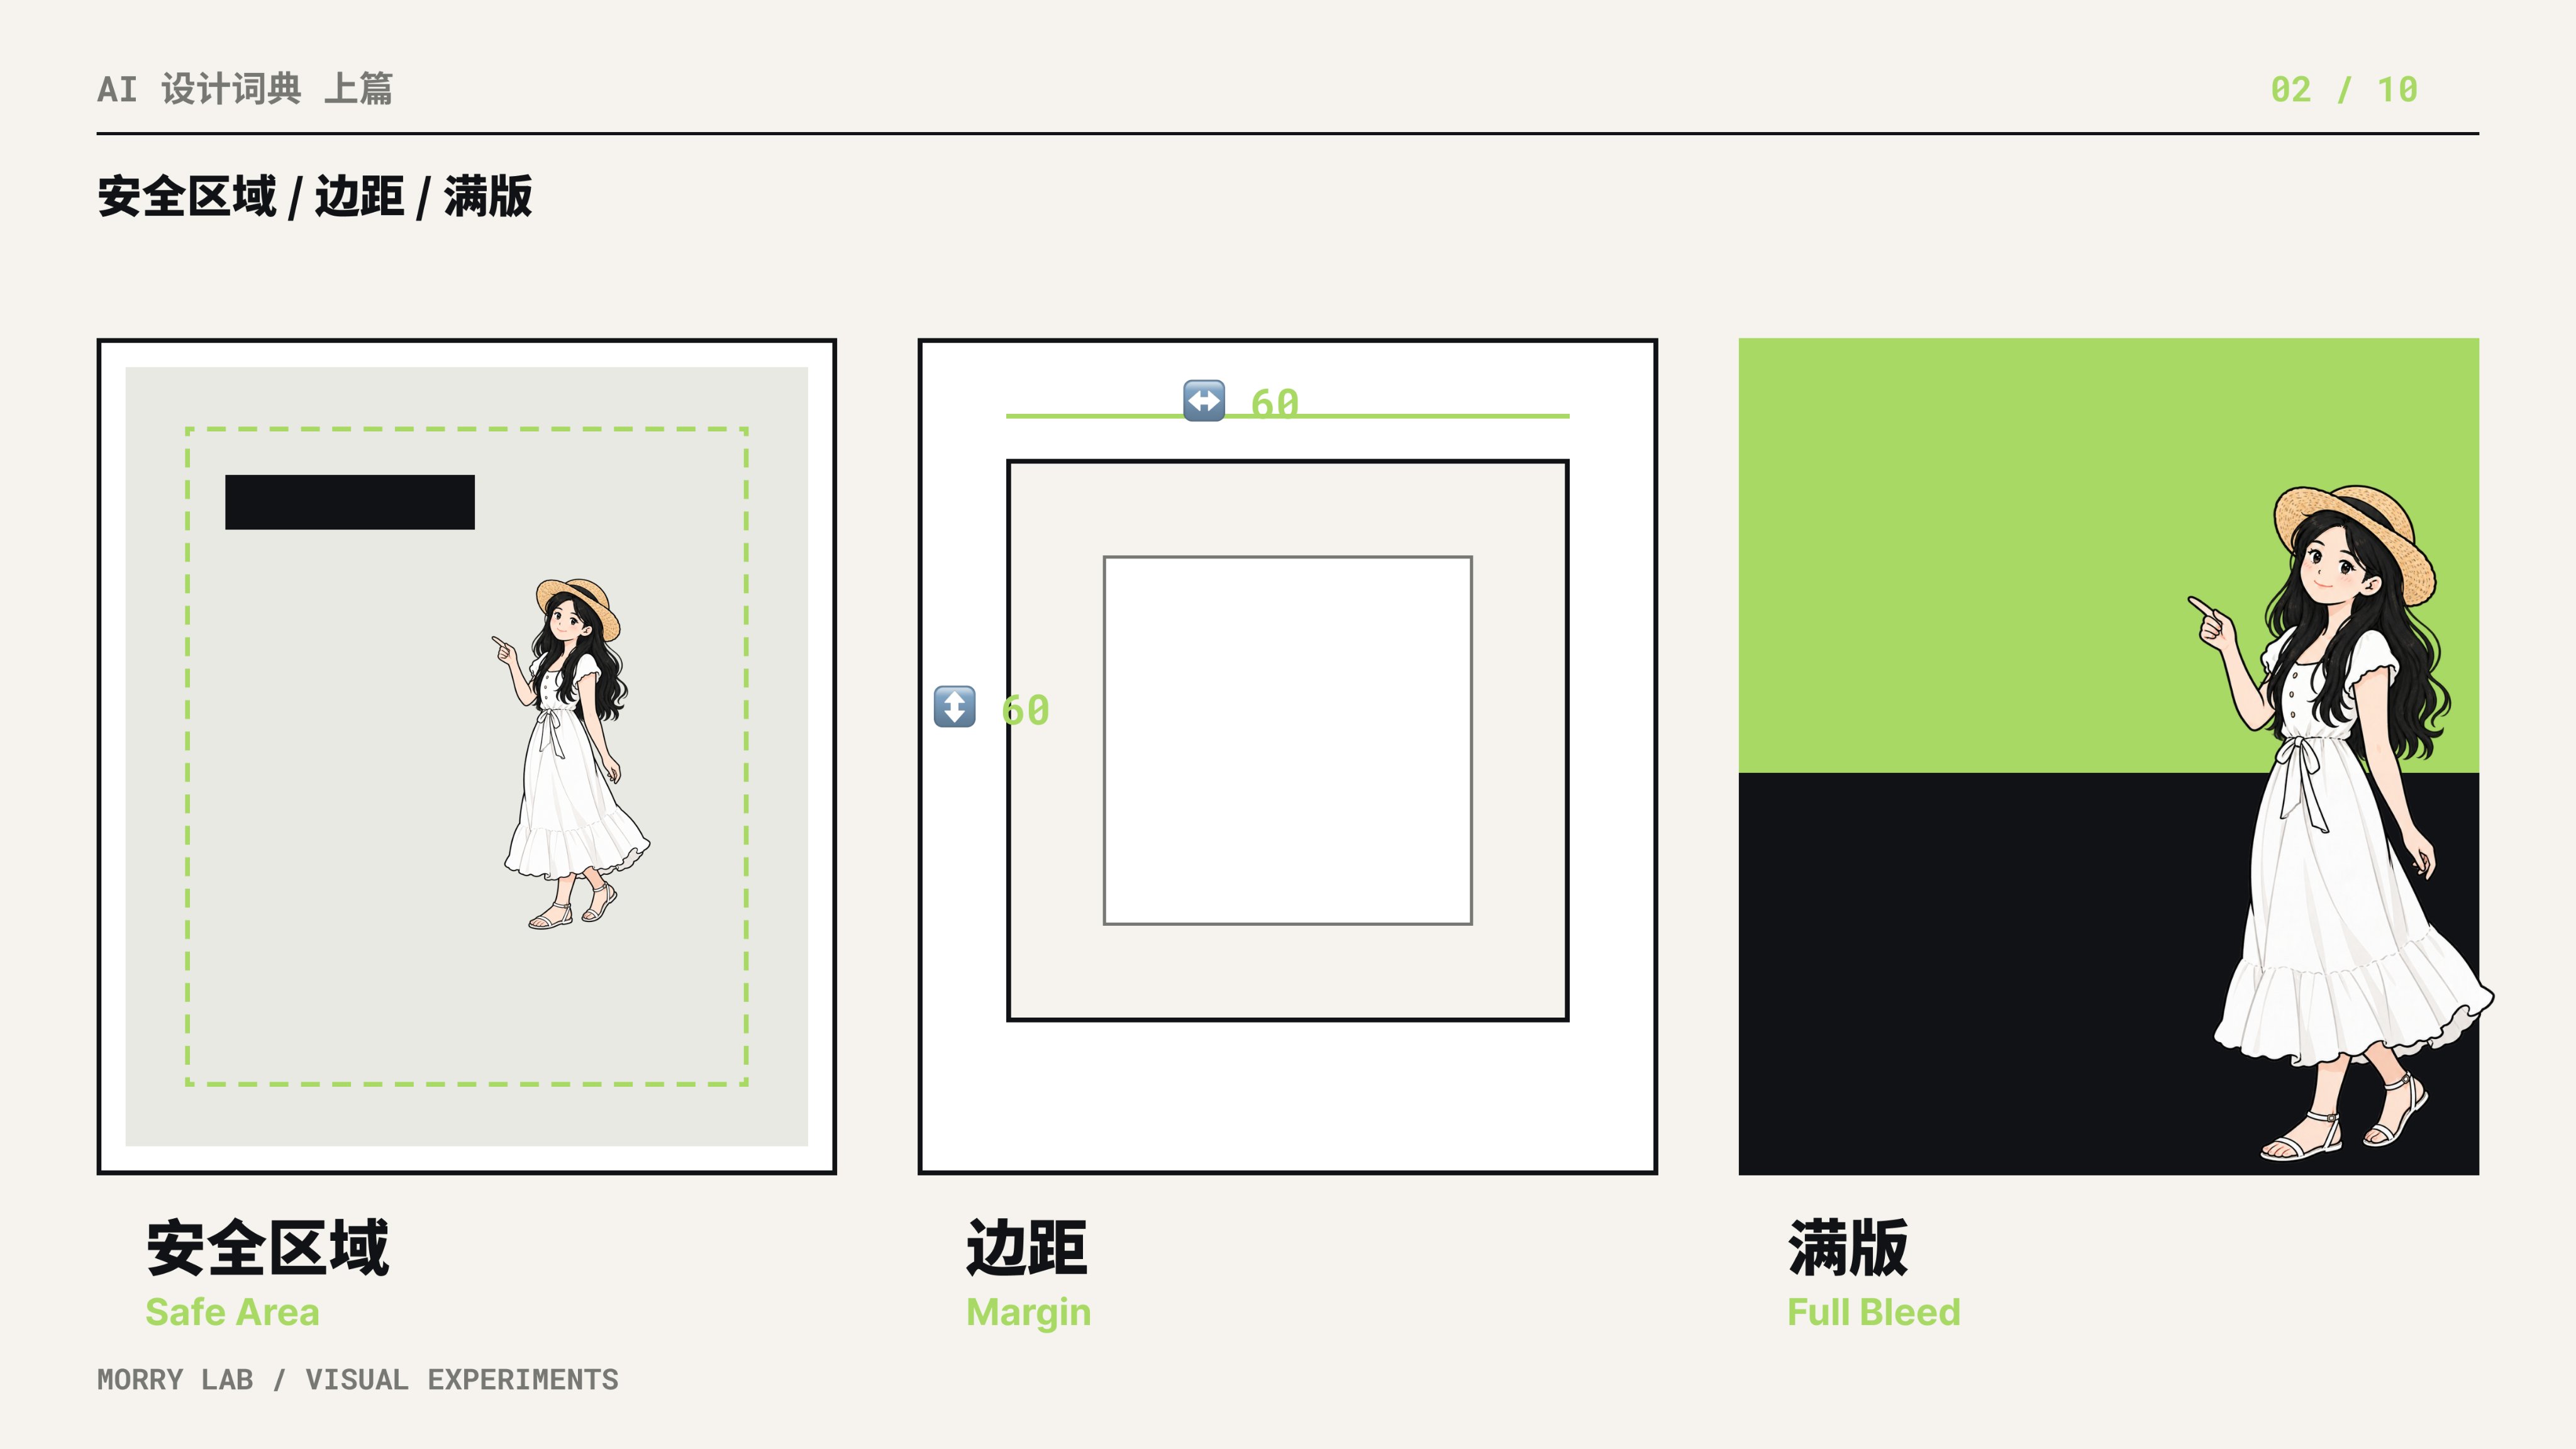 AI 设计词典 上篇
02 / 10
安全区域 / 边距 / 满版
↔️ 60
↕️ 60
安全区域
Safe Area
边距
Margin
满版
Full Bleed
MORRY LAB / VISUAL EXPERIMENTS